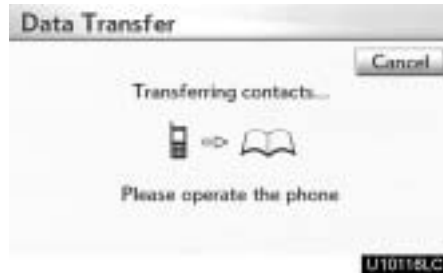 Data Transfer
Cancel
Transferring contacts...
Please operate the phone
U10116LC